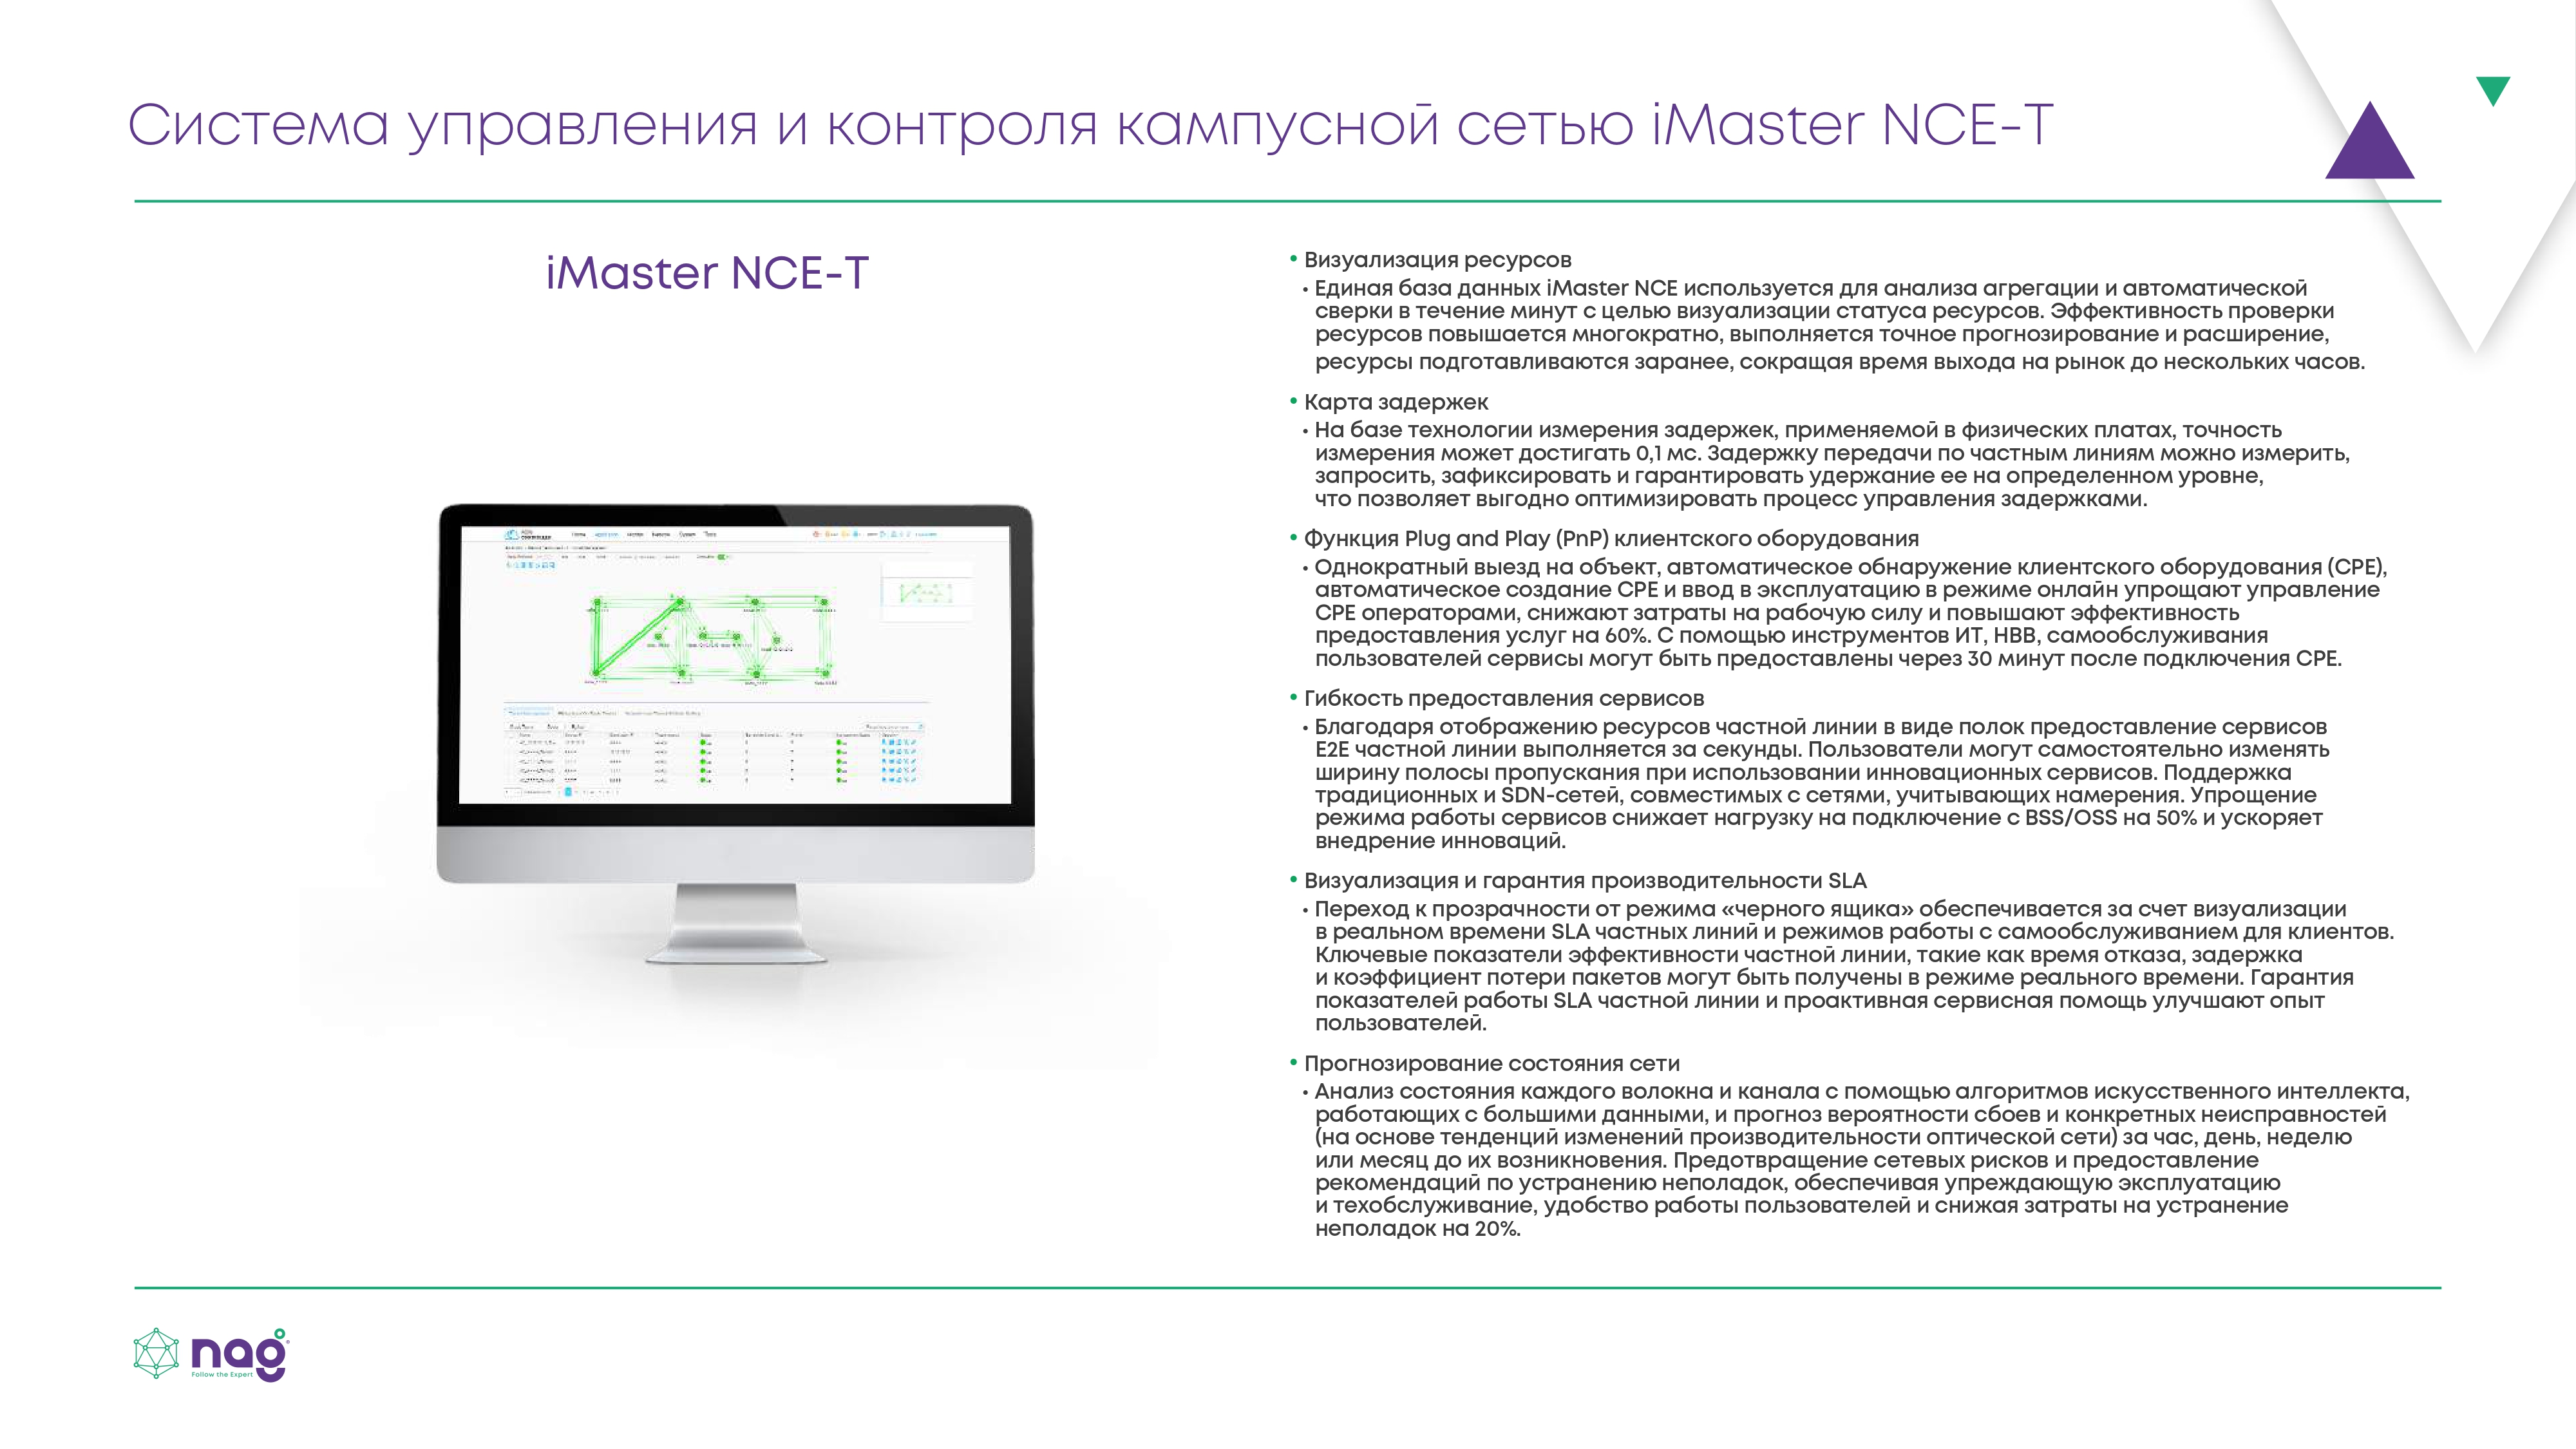 Система управления и контроля кампусной сетью iMaster NCE-T
iMaster NCE-T
• Визуализация ресурсов
• Единая база данных iMaster NCE используется для анализа агрегации и автоматической
сверки в течение минут с целью визуализации статуса ресурсов. Эффективность проверки
ресурсов повышается многократно, выполняется точное прогнозирование и расширение,
ресурсы подготавливаются заранее, сокращая время выхода на рынок до нескольких часов.
• Карта задержек
• На базе технологии измерения задержек, применяемой в физических платах, точность
измерения может достигать 0,1 мс. Задержку передачи по частным линиям можно измерить,
запросить, зафиксировать и гарантировать удержание ее на определенном уровне,
что позволяет выгодно оптимизировать процесс управления задержками.
• Функция Plug and Play (PnP) клиентского оборудования
• Однократный выезд на объект, автоматическое обнаружение клиентского оборудования (CPE),
автоматическое создание CPE и ввод в эксплуатацию в режиме онлайн упрощают управление
CPE операторами, снижают затраты на рабочую силу и повышают эффективность
предоставления услуг на 60%. С помощью инструментов ИТ, НВВ, самообслуживания
пользователей сервисы могут быть предоставлены через 30 минут после подключения CPE.
• Гибкость предоставления сервисов
• Благодаря отображению ресурсов частной линии в виде полок предоставление сервисов
E2E частной линии выполняется за секунды. Пользователи могут самостоятельно изменять
ширину полосы пропускания при использовании инновационных сервисов. Поддержка
традиционных и SDN-сетей, совместимых с сетями, учитывающих намерения. Упрощение
режима работы сервисов снижает нагрузку на подключение с BSS/OSS на 50% и ускоряет
внедрение инноваций.
• Визуализация и гарантия производительности SLA
• Переход к прозрачности от режима «черного ящика» обеспечивается за счет визуализации
в реальном времени SLA частных линий и режимов работы с самообслуживанием для клиентов.
Ключевые показатели эффективности частной линии, такие как время отказа, задержка
и коэффициент потери пакетов могут быть получены в режиме реального времени. Гарантия
показателей работы SLA частной линии и проактивная сервисная помощь улучшают опыт
пользователей.
• Прогнозирование состояния сети
• Анализ состояния каждого волокна и канала с помощью алгоритмов искусственного интеллекта,
работающих с большими данными, и прогноз вероятности сбоев и конкретных неисправностей
(на основе тенденций изменений производительности оптической сети) за час, день, неделю
или месяц до их возникновения. Предотвращение сетевых рисков и предоставление
рекомендаций по устранению неполадок, обеспечивая упреждающую эксплуатацию
и техобслуживание, удобство работы пользователей и снижая затраты на устранение
неполадок на 20%.
nag
Follow the Expert